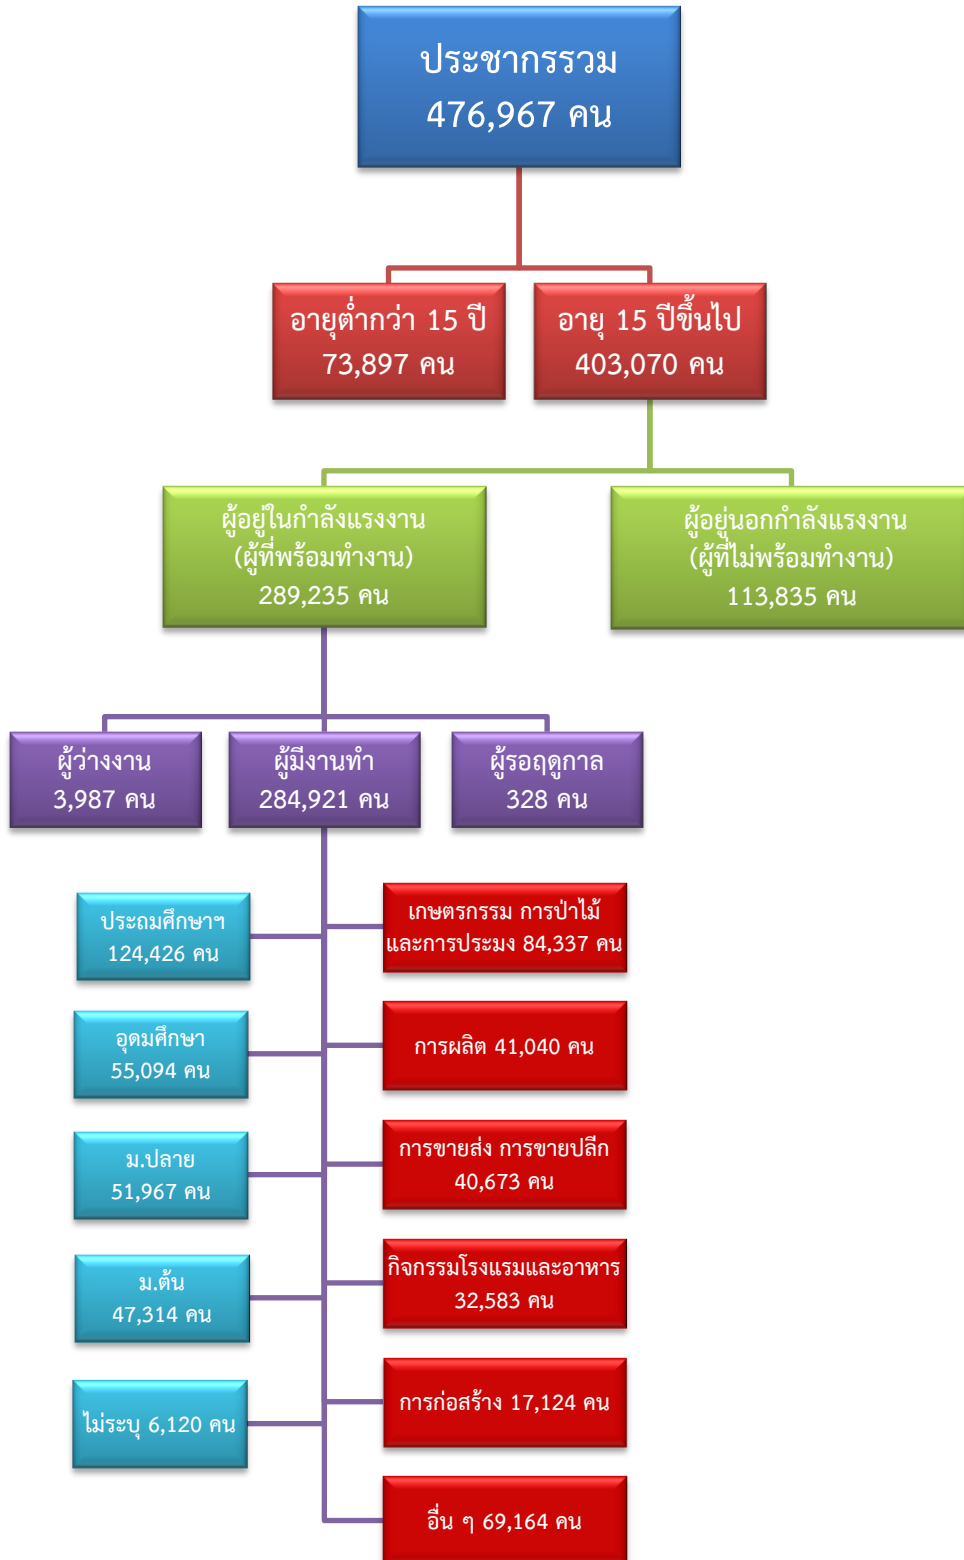 ประชากรรวม
476,967 คน
อายุต่ำกว่า 15 ปี
73,897 คน
อายุ 15 ปีขึ้นไป
403,070 คน
ผู้อยู่ในกำลังแรงงาน
(ผู้ที่พร้อมทำงาน)
289,235 คน
ผู้อยู่นอกกำลังแรงงาน
(ผู้ที่ไม่พร้อมทำงาน)
113,835 คน
ผู้ว่างงาน
3,987 คน
ผู้มีงานทำ
284,921 คน
ผู้รอฤดูกาล
328 คน
ประถมศึกษาฯ
124,426 คน
อุดมศึกษา
55,094 คน
ม.ปลาย
51,967 คน
ม.ต้น
47,314 คน
ไม่ระบุ 6,120 คน
เกษตรกรรม การป่าไม้
และการประมง 84,337 คน
การผลิต 41,040 คน
การขายส่ง การขายปลีก
40,673 คน
กิจกรรมโรงแรมและอาหาร
32,583 คน
การก่อสร้าง 17,124 คน
อื่น ๆ 69,164 คน